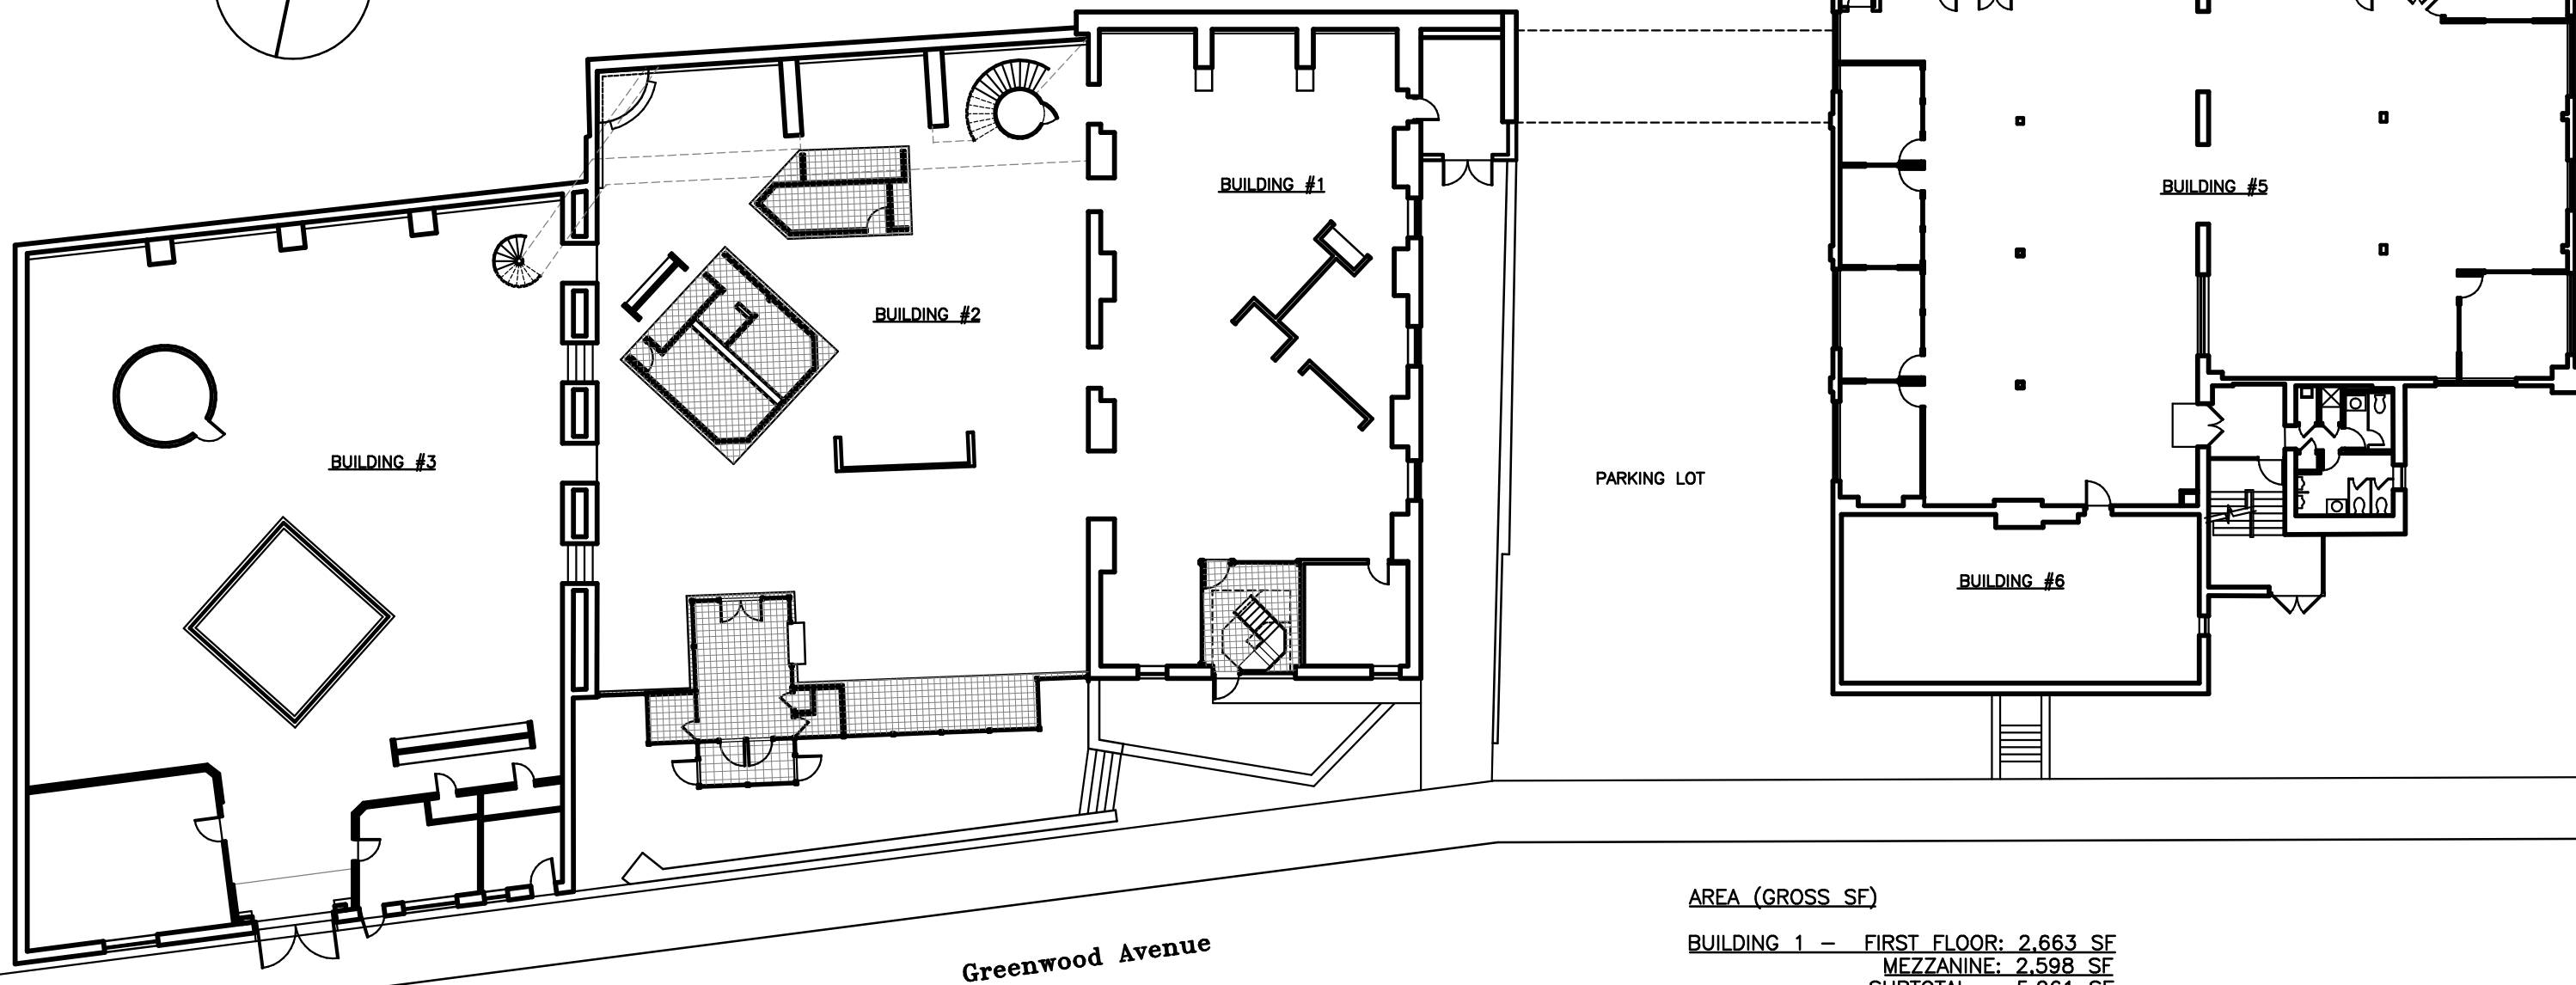 BUILDING #1
BUILDING #5
BUILDING #2
BUILDING #3
PARKING LOT
BUILDING #6
AREA (GROSS SF)
Greenwood Avenue
BUILDING 1 - FIRST FLOOR: 2,663 SF
MEZZANINE: 2,598 SF